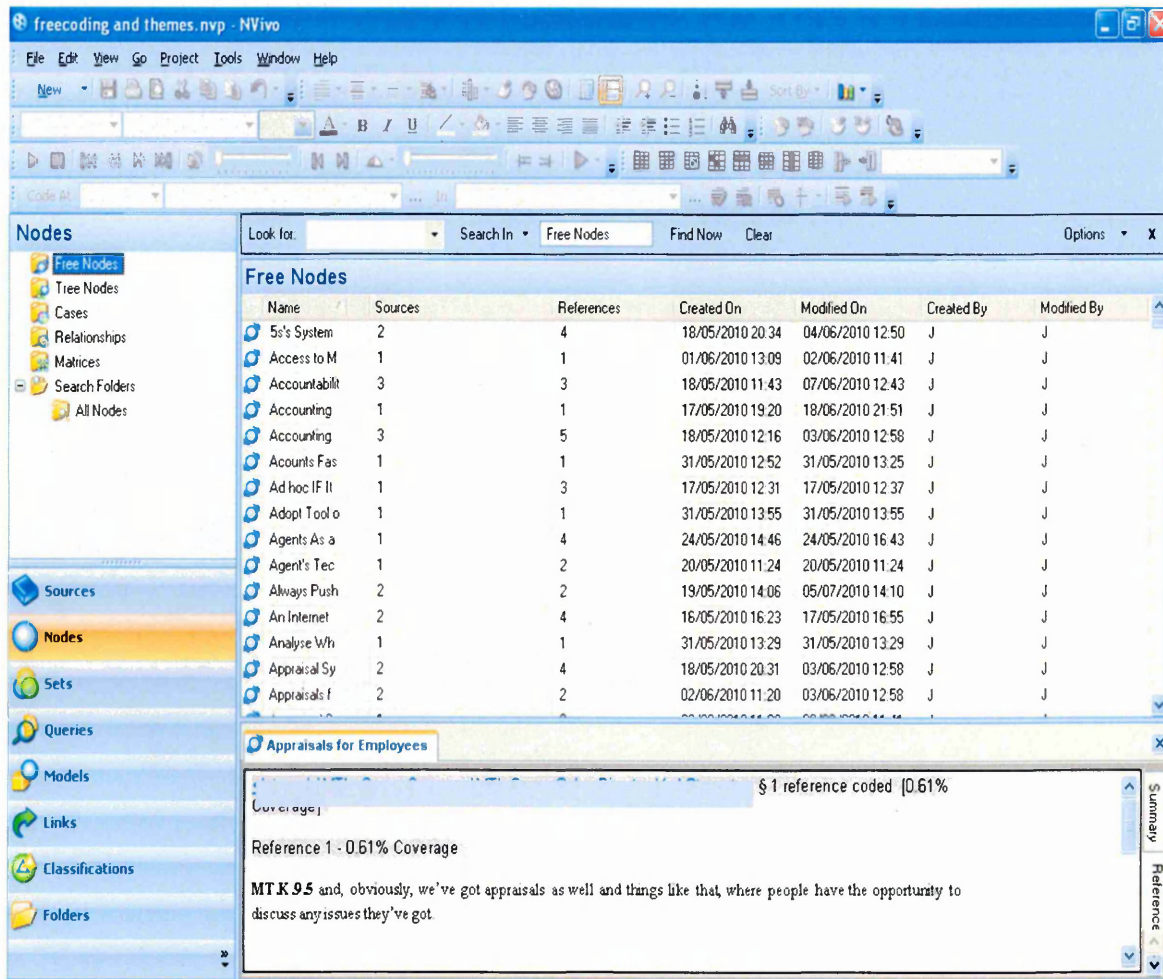 freecoding and themes.nvp - NVivo
File Edit View Go Project Tools Window Help
New Sort By
A B I U
Code At In
Nodes
Free Nodes
Tree Nodes
Cases
Relationships
Matrices
Search Folders
All Nodes
Sources
Nodes
Sets
Queries
Models
Links
Classifications
Folders
Look for: Search In Free Nodes Find Now Clear Options x
Free Nodes
Name Sources References Created On Modified On Created By Modified By
5s's System 2 4 18/05/2010 20:34 04/06/2010 12:50 J J
Access to M 1 1 01/06/2010 13:09 02/06/2010 11:41 J J
Accountabilit 3 3 18/05/2010 11:43 07/06/2010 12:43 J J
Accounting 1 1 17/05/2010 19:20 18/06/2010 21:51 J J
Accounting 3 5 18/05/2010 12:16 03/06/2010 12:58 J J
Acounts Fas 1 1 31/05/2010 12:52 31/05/2010 13:25 J J
Ad hoc IF It 1 3 17/05/2010 12:31 17/05/2010 12:37 J J
Adopt Tool o 1 1 31/05/2010 13:55 31/05/2010 13:55 J J
Agents As a 1 4 24/05/2010 14:46 24/05/2010 16:43 J J
Agent's Tec 1 2 20/05/2010 11:24 20/05/2010 11:24 J J
Always Push 2 2 19/05/2010 14:06 05/07/2010 14:10 J J
An Internet 2 4 16/05/2010 16:23 17/05/2010 16:55 J J
Analyse Wh 1 1 31/05/2010 13:29 31/05/2010 13:29 J J
Appraisal Sy 2 4 18/05/2010 20:31 03/06/2010 12:58 J J
Appraisals f 2 2 02/06/2010 11:20 03/06/2010 12:58 J J
Appraisals for Employees
§ 1 reference coded [0.61%
Coverage]
Reference 1 - 0.61% Coverage
MTK 9.5 and, obviously, we've got appraisals as well and things like that, where people have the opportunity to
discuss any issues they've got.
Summary
Reference